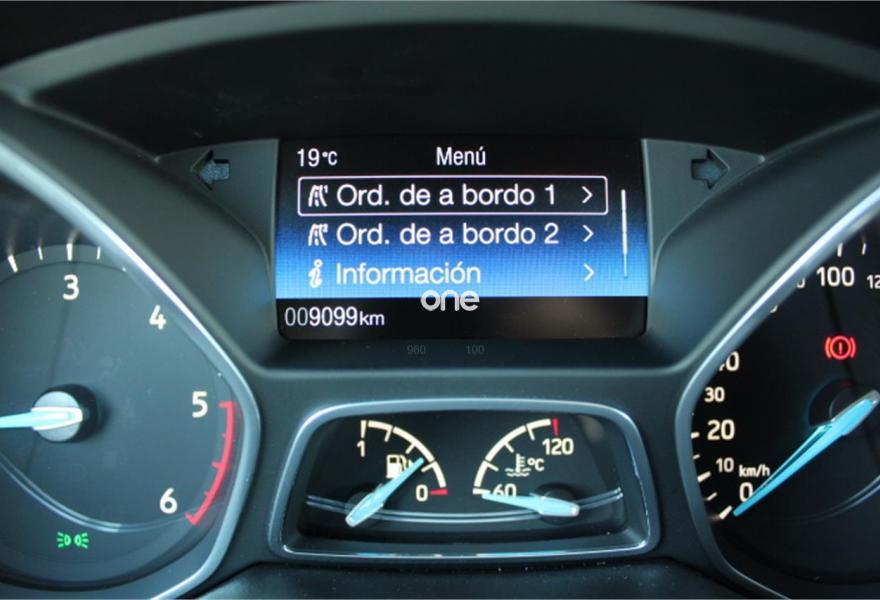 19°C Menú
Ord. de a bordo 1
Ord. de a bordo 2
Información
one
009099km
960 100
3
4
5
6
1
0
120
°C
60
100
12
30
20
10 km/h
0